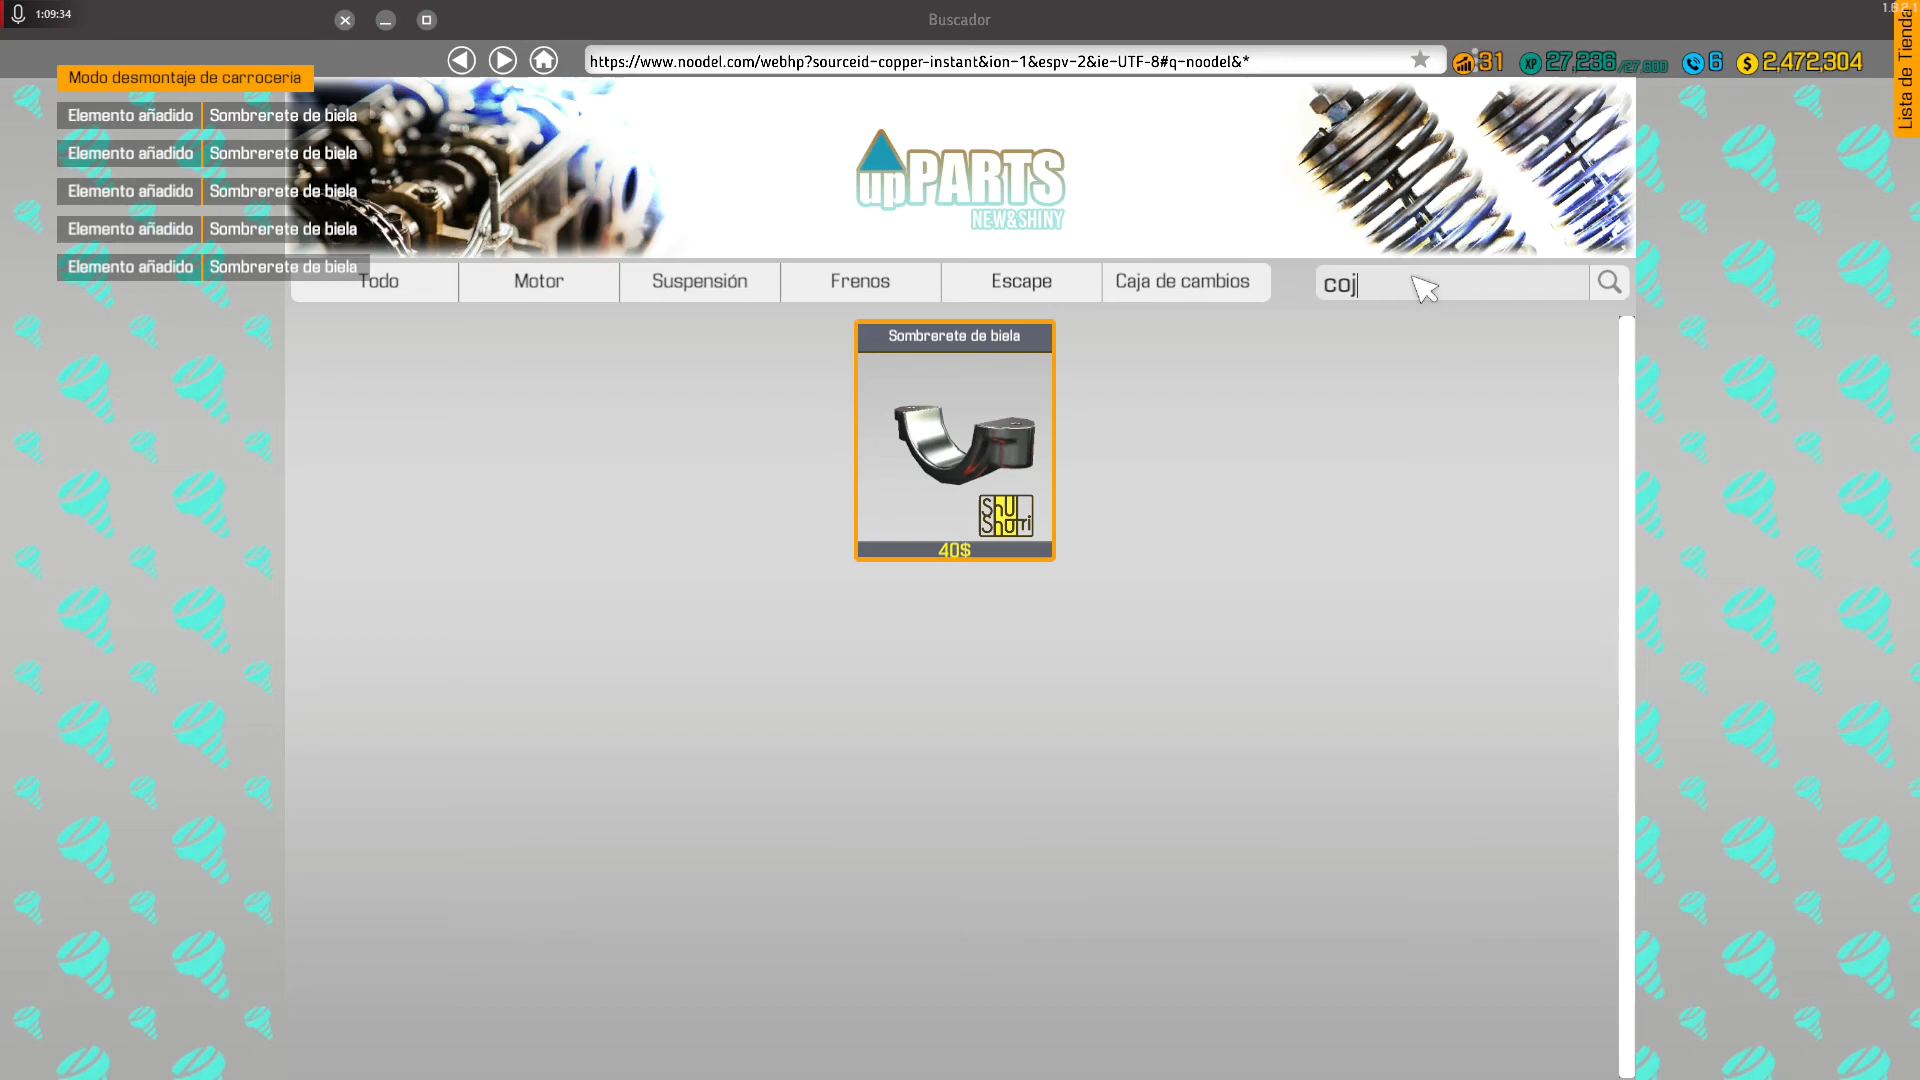 1:09:34
Buscador
https://www.noodel.com/webhp?sourceid-copper-instant&ion-1&espv-2&ie-UTF-8#q-noodel&*
31
XP 27,236/27,600
6
$ 2,472,304
Lista de Tienda
Modo desmontaje de carrocería
Elemento añadido Sombrerete de biela
Elemento añadido Sombrerete de biela
Elemento añadido Sombrerete de biela
Elemento añadido Sombrerete de biela
Elemento añadido Sombrerete de biela
upPARTS
NEW&SHINY
Todo
Motor
Suspensión
Frenos
Escape
Caja de cambios
coj
Sombrerete de biela
Shu
Shurri
40$